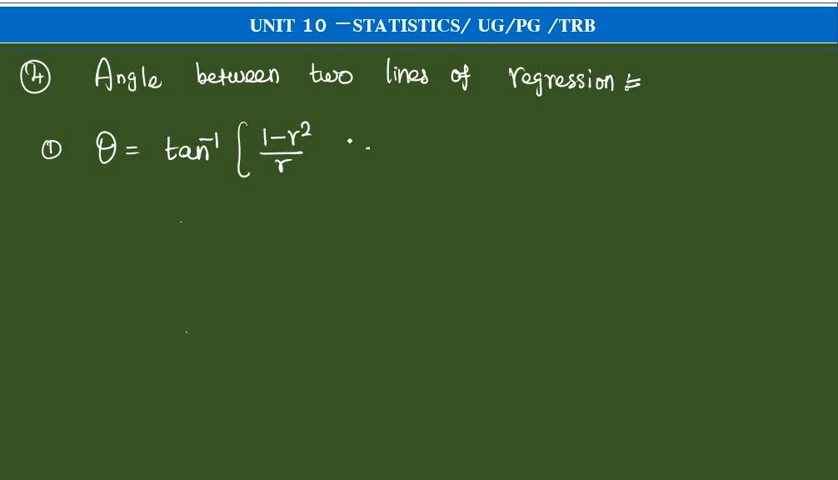 UNIT 10 –STATISTICS/ UG/PG /TRB
④ Angle between two lines of regression :-
① θ = tan⁻¹ [ (1-r²)/r ·